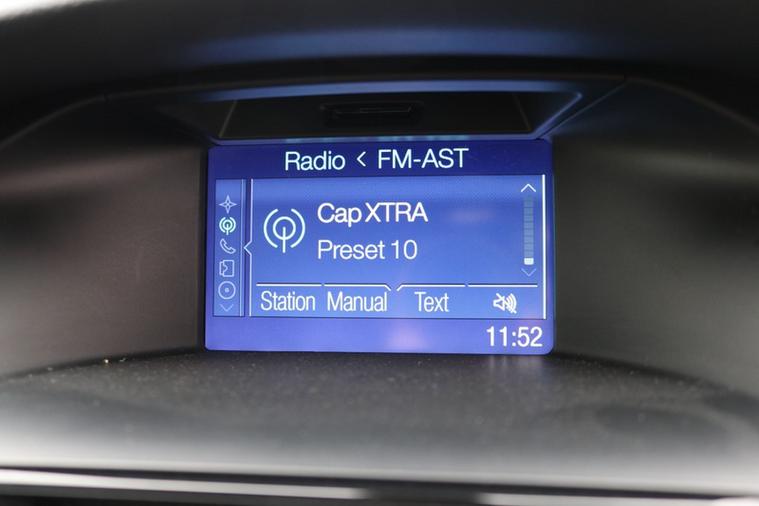 Radio < FM-AST
Cap XTRA
Preset 10
Station Manual Text
11:52